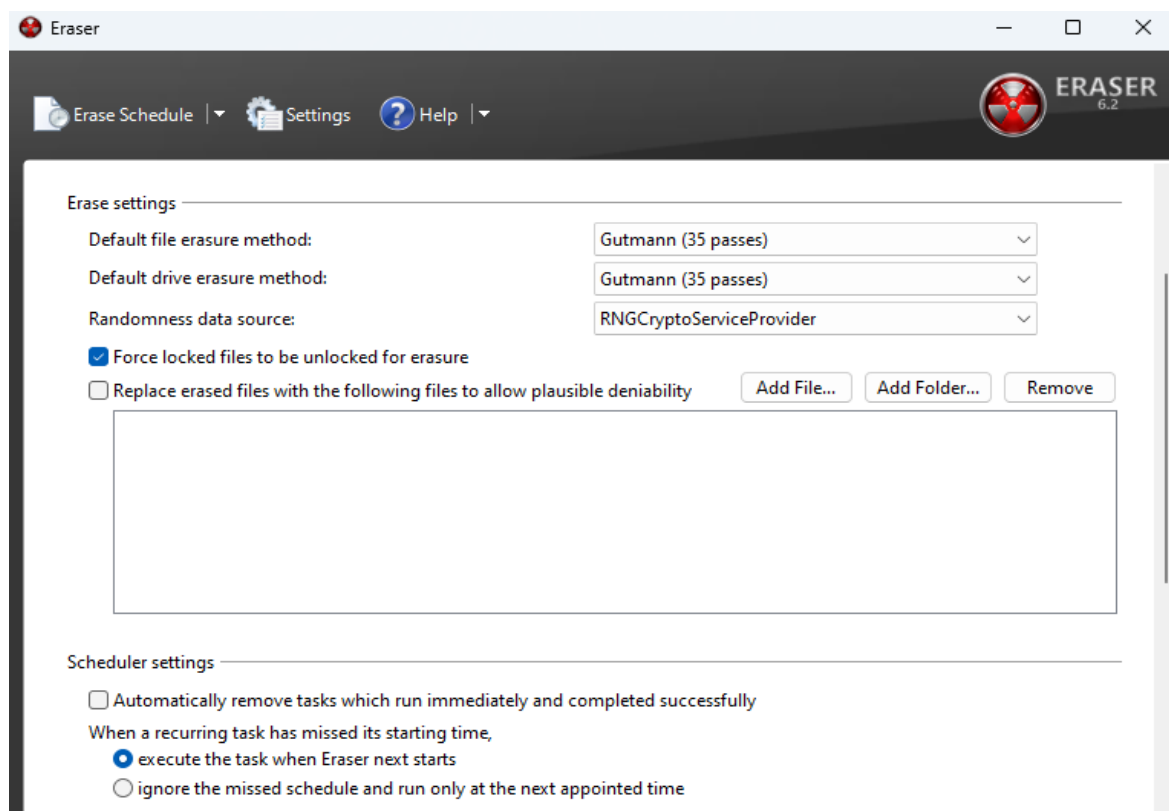 Eraser
Erase Schedule Settings Help ERASER
6.2
Erase settings
Default file erasure method: Gutmann (35 passes)
Default drive erasure method: Gutmann (35 passes)
Randomness data source: RNGCryptoServiceProvider
Force locked files to be unlocked for erasure
Replace erased files with the following files to allow plausible deniability Add File... Add Folder... Remove
Scheduler settings
Automatically remove tasks which run immediately and completed successfully
When a recurring task has missed its starting time,
execute the task when Eraser next starts
ignore the missed schedule and run only at the next appointed time